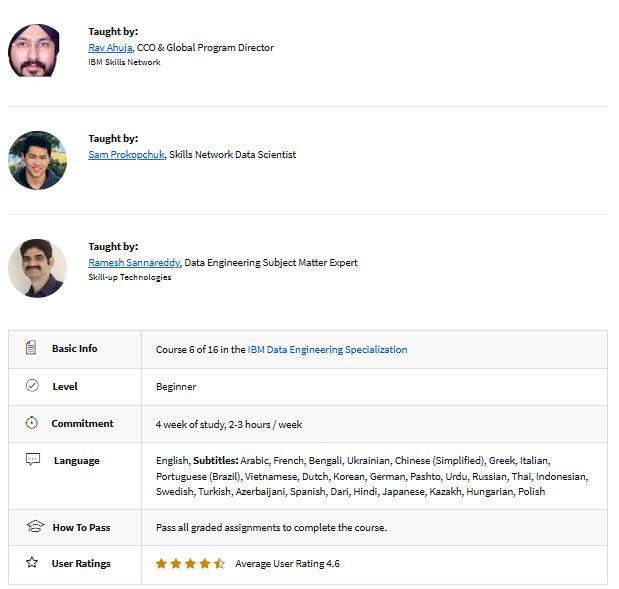 Taught by:
Rav Ahuja, CCO & Global Program Director
IBM Skills Network
Taught by:
Sam Prokopchuk, Skills Network Data Scientist
Taught by:
Ramesh Sannareddy, Data Engineering Subject Matter Expert
Skill-up Technologies
Basic Info
Course 6 of 16 in the IBM Data Engineering Specialization
Level
Beginner
Commitment
4 week of study, 2-3 hours / week
Language
English, Subtitles: Arabic, French, Bengali, Ukrainian, Chinese (Simplified), Greek, Italian,
Portuguese (Brazil), Vietnamese, Dutch, Korean, German, Pashto, Urdu, Russian, Thai, Indonesian,
Swedish, Turkish, Azerbaijani, Spanish, Dari, Hindi, Japanese, Kazakh, Hungarian, Polish
How To Pass
Pass all graded assignments to complete the course.
User Ratings
Average User Rating 4.6